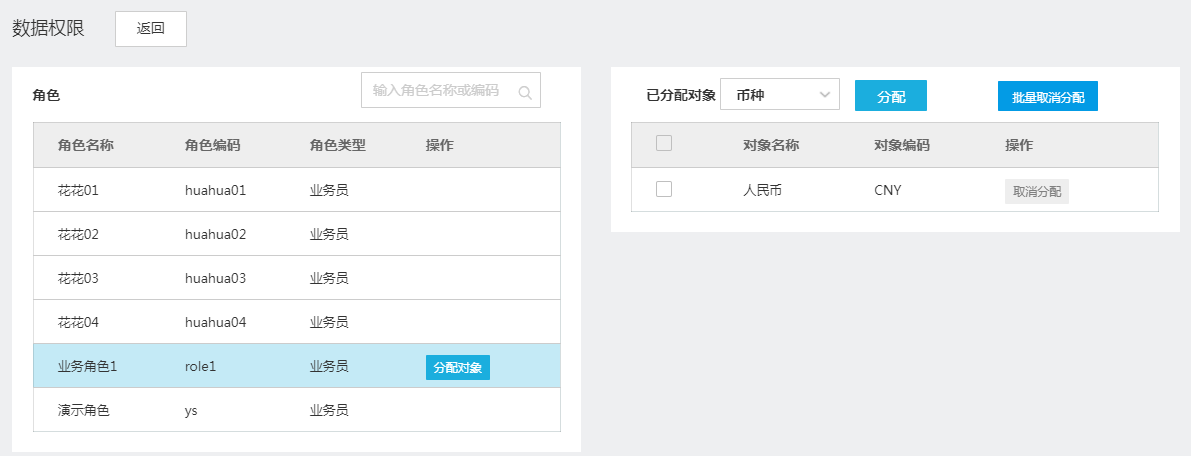 数据权限 返回
角色 输入角色名称或编码
角色名称 角色编码 角色类型 操作
花花01 huahua01 业务员
花花02 huahua02 业务员
花花03 huahua03 业务员
花花04 huahua04 业务员
业务角色1 role1 业务员 分配对象
演示角色 ys 业务员
已分配对象 币种 分配 批量取消分配
对象名称 对象编码 操作
人民币 CNY 取消分配